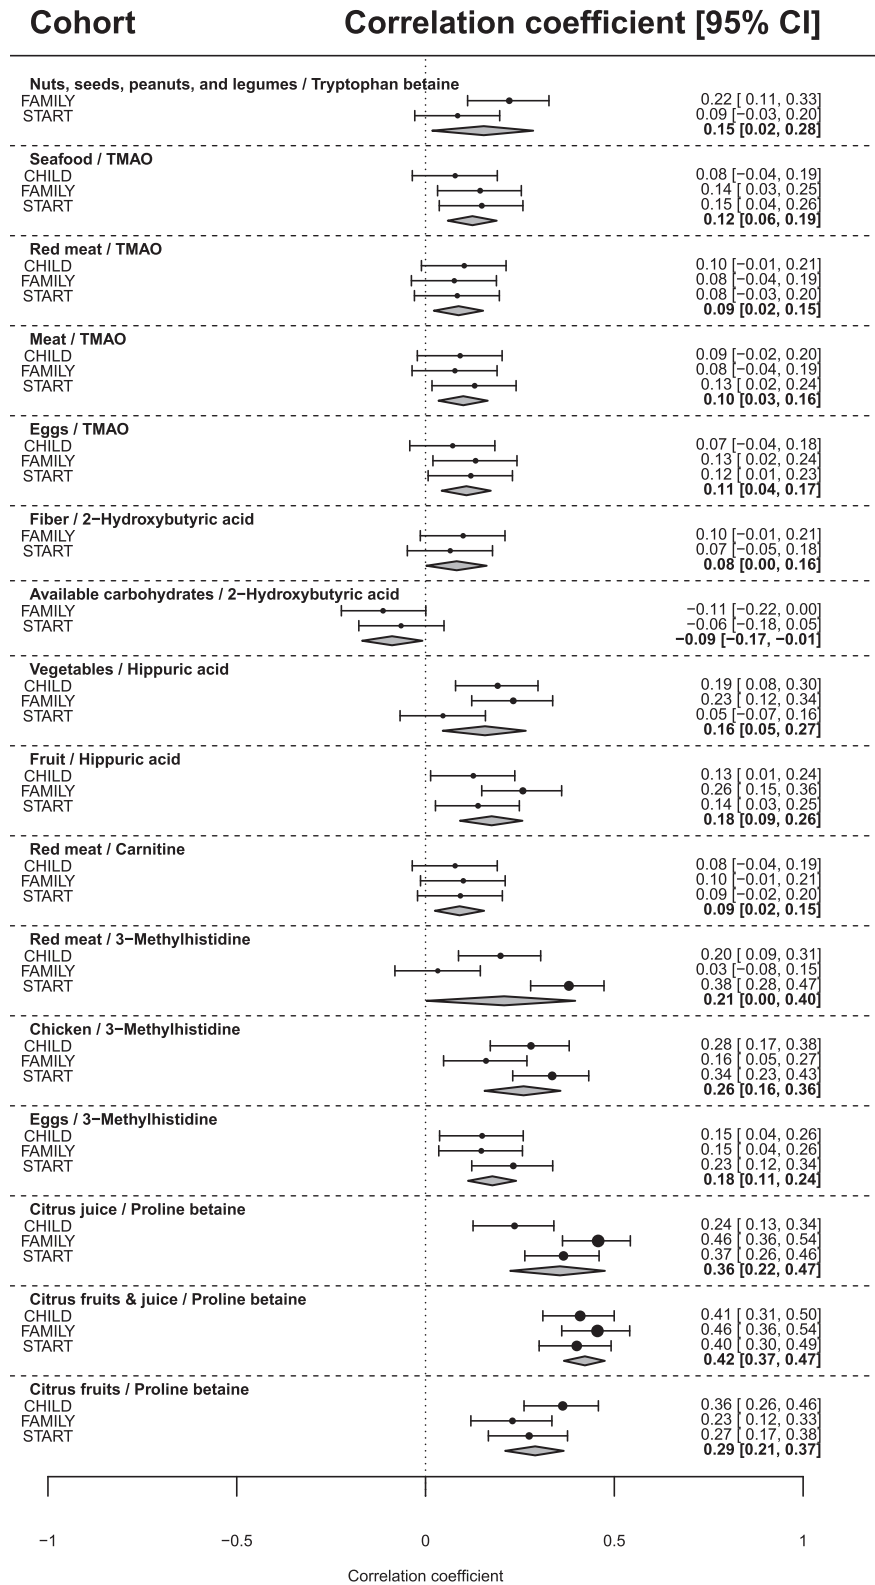 Cohort Correlation coefficient [95% CI]
Nuts, seeds, peanuts, and legumes / Tryptophan betaine
FAMILY 0.22 [ 0.11, 0.33]
START 0.09 [−0.03, 0.20]
0.15 [0.02, 0.28]
Seafood / TMAO
CHILD 0.08 [−0.04, 0.19]
FAMILY 0.14 [ 0.03, 0.25]
START 0.15 [ 0.04, 0.26]
0.12 [0.06, 0.19]
Red meat / TMAO
CHILD 0.10 [−0.01, 0.21]
FAMILY 0.08 [−0.04, 0.19]
START 0.08 [−0.03, 0.20]
0.09 [0.02, 0.15]
Meat / TMAO
CHILD 0.09 [−0.02, 0.20]
FAMILY 0.08 [−0.04, 0.19]
START 0.13 [ 0.02, 0.24]
0.10 [0.03, 0.16]
Eggs / TMAO
CHILD 0.07 [−0.04, 0.18]
FAMILY 0.13 [ 0.02, 0.24]
START 0.12 [ 0.01, 0.23]
0.11 [0.04, 0.17]
Fiber / 2−Hydroxybutyric acid
FAMILY 0.10 [−0.01, 0.21]
START 0.07 [−0.05, 0.18]
0.08 [0.00, 0.16]
Available carbohydrates / 2−Hydroxybutyric acid
FAMILY −0.11 [−0.22, 0.00]
START −0.06 [−0.18, 0.05]
−0.09 [−0.17, −0.01]
Vegetables / Hippuric acid
CHILD 0.19 [ 0.08, 0.30]
FAMILY 0.23 [ 0.12, 0.34]
START 0.05 [−0.07, 0.16]
0.16 [0.05, 0.27]
Fruit / Hippuric acid
CHILD 0.13 [ 0.01, 0.24]
FAMILY 0.26 [ 0.15, 0.36]
START 0.14 [ 0.03, 0.25]
0.18 [0.09, 0.26]
Red meat / Carnitine
CHILD 0.08 [−0.04, 0.19]
FAMILY 0.10 [−0.01, 0.21]
START 0.09 [−0.02, 0.20]
0.09 [0.02, 0.15]
Red meat / 3−Methylhistidine
CHILD 0.20 [ 0.09, 0.31]
FAMILY 0.03 [−0.08, 0.15]
START 0.38 [ 0.28, 0.47]
0.21 [0.00, 0.40]
Chicken / 3−Methylhistidine
CHILD 0.28 [ 0.17, 0.38]
FAMILY 0.16 [ 0.05, 0.27]
START 0.34 [ 0.23, 0.43]
0.26 [0.16, 0.36]
Eggs / 3−Methylhistidine
CHILD 0.15 [ 0.04, 0.26]
FAMILY 0.15 [ 0.04, 0.26]
START 0.23 [ 0.12, 0.34]
0.18 [0.11, 0.24]
Citrus juice / Proline betaine
CHILD 0.24 [ 0.13, 0.34]
FAMILY 0.46 [ 0.36, 0.54]
START 0.37 [ 0.26, 0.46]
0.36 [0.22, 0.47]
Citrus fruits & juice / Proline betaine
CHILD 0.41 [ 0.31, 0.50]
FAMILY 0.46 [ 0.36, 0.54]
START 0.40 [ 0.30, 0.49]
0.42 [0.37, 0.47]
Citrus fruits / Proline betaine
CHILD 0.36 [ 0.26, 0.46]
FAMILY 0.23 [ 0.12, 0.33]
START 0.27 [ 0.17, 0.38]
0.29 [0.21, 0.37]
−1 −0.5 0 0.5 1
Correlation coefficient